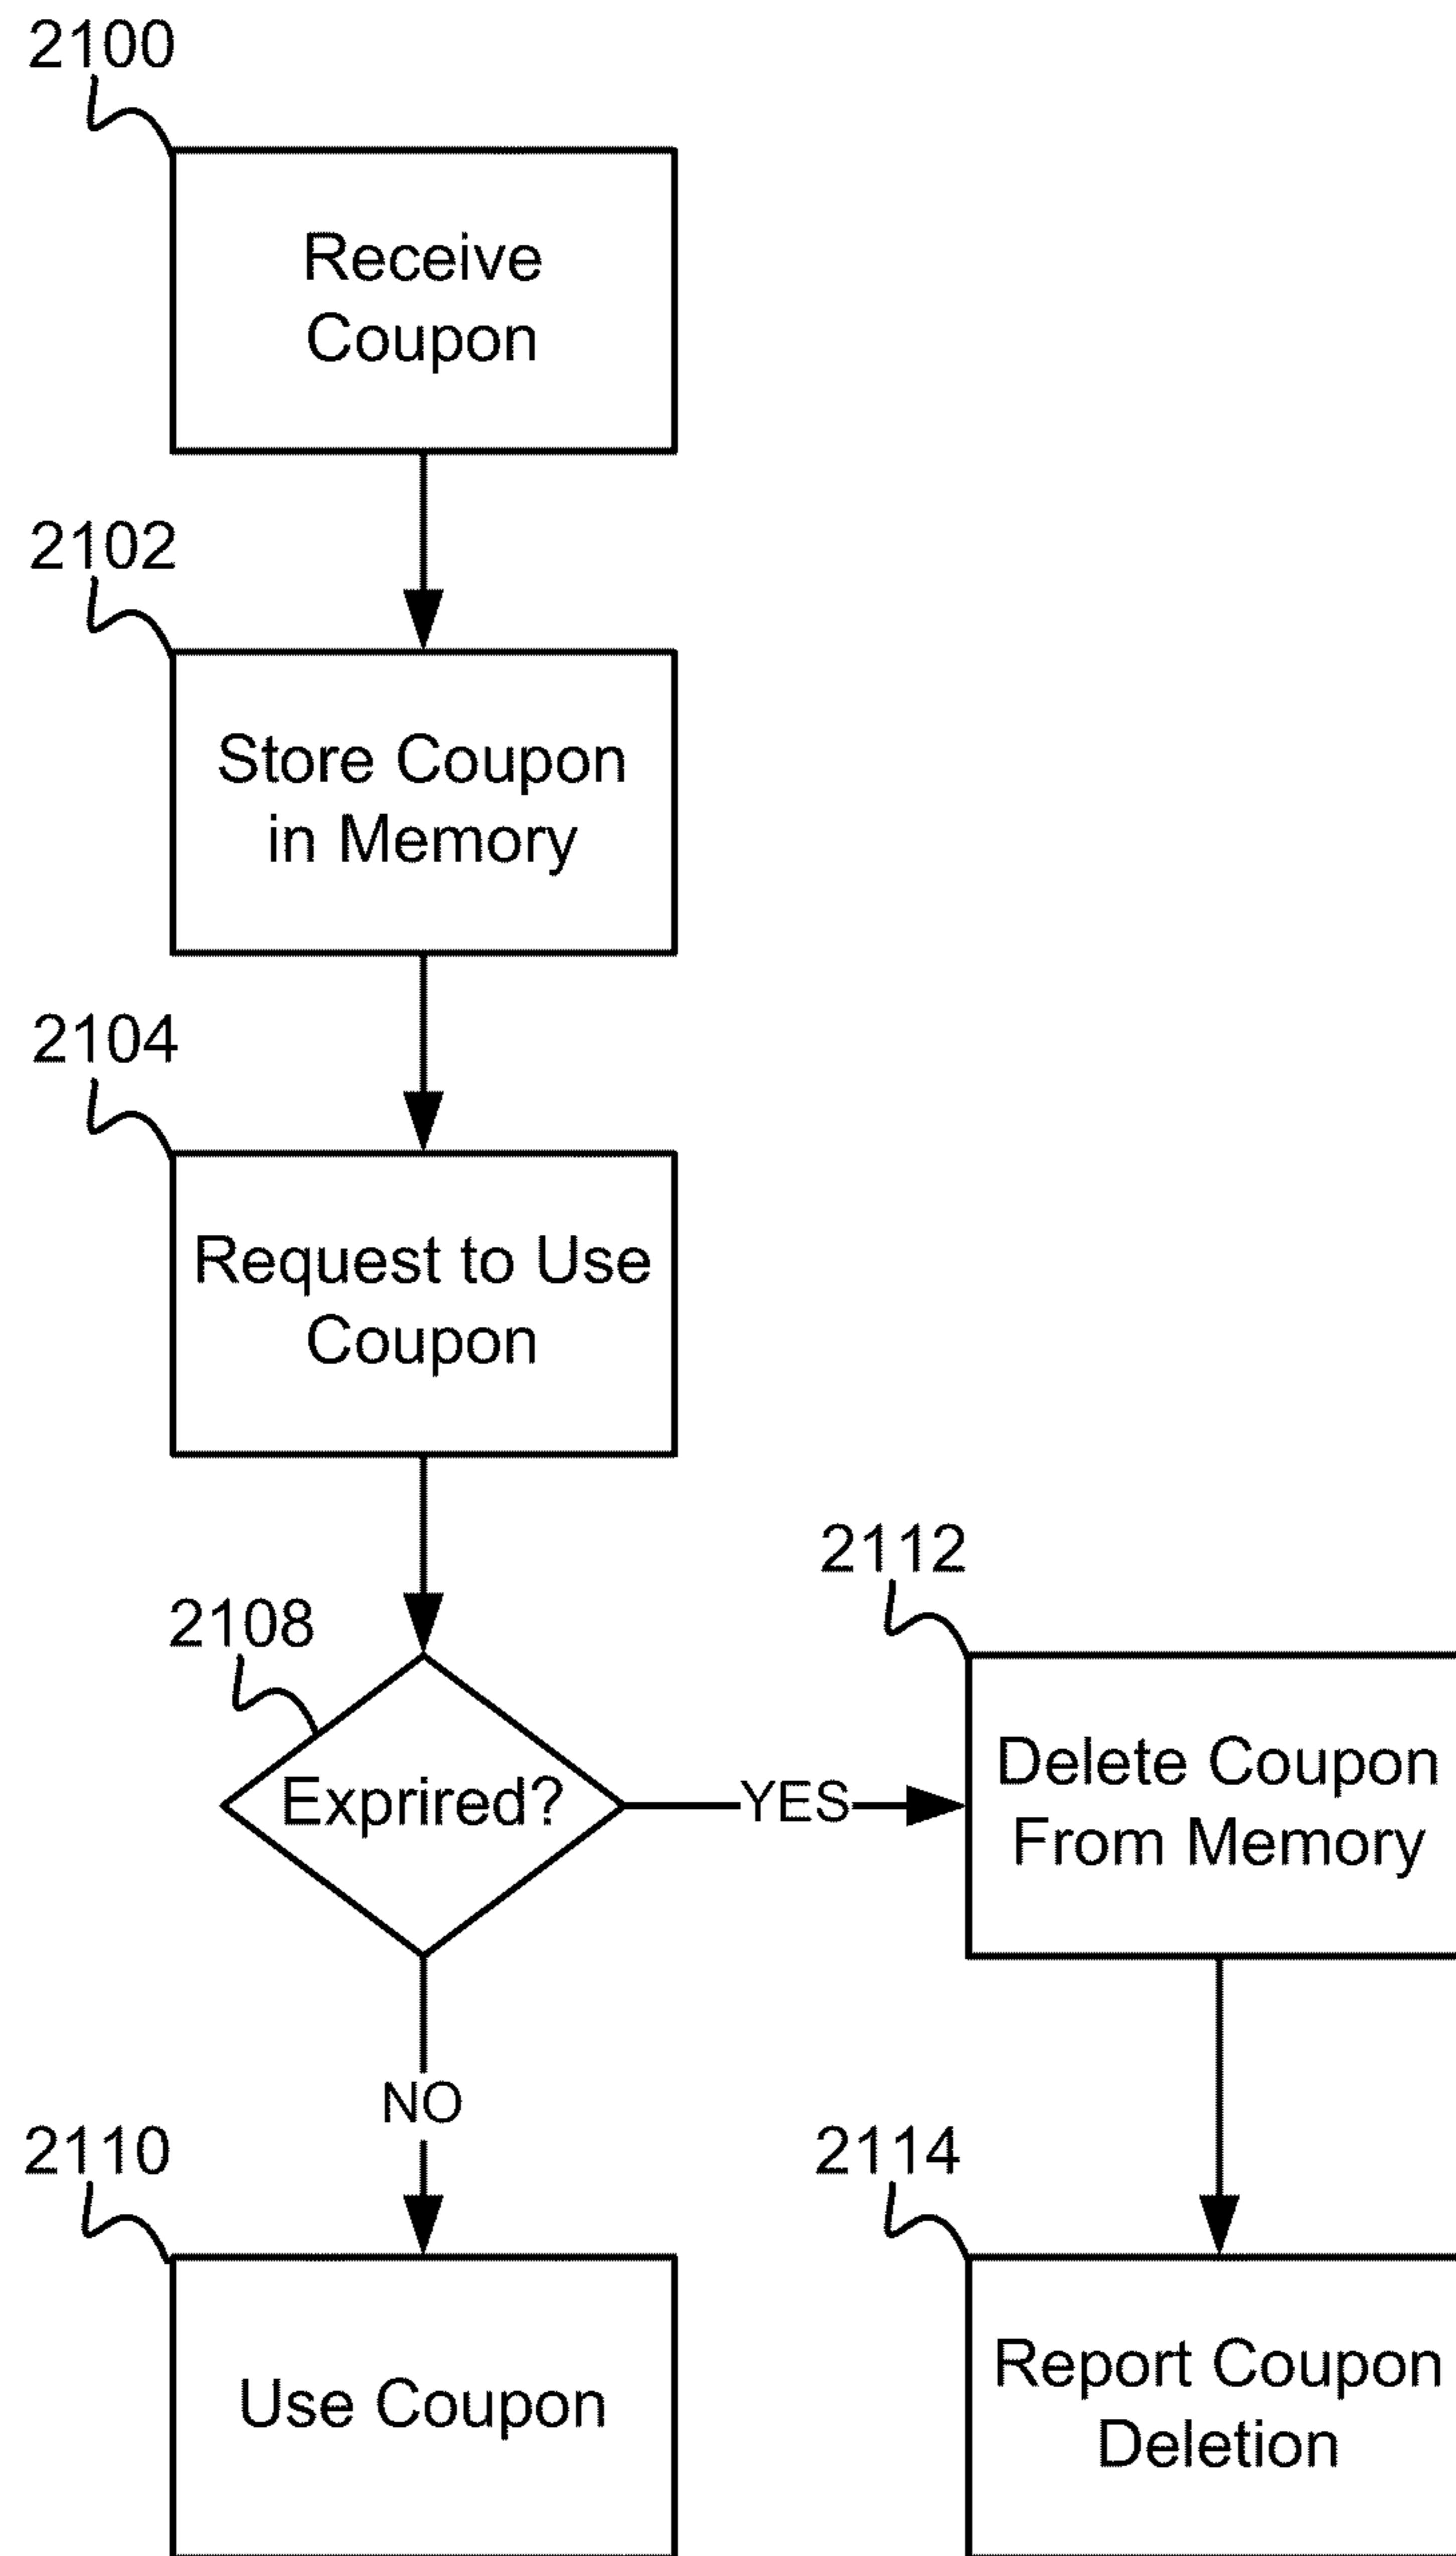 2100
Receive
Coupon
2102
Store Coupon
in Memory
2104
Request to Use
Coupon
2108
Exprired?
YES
2112
Delete Coupon
From Memory
NO
2110
Use Coupon
2114
Report Coupon
Deletion